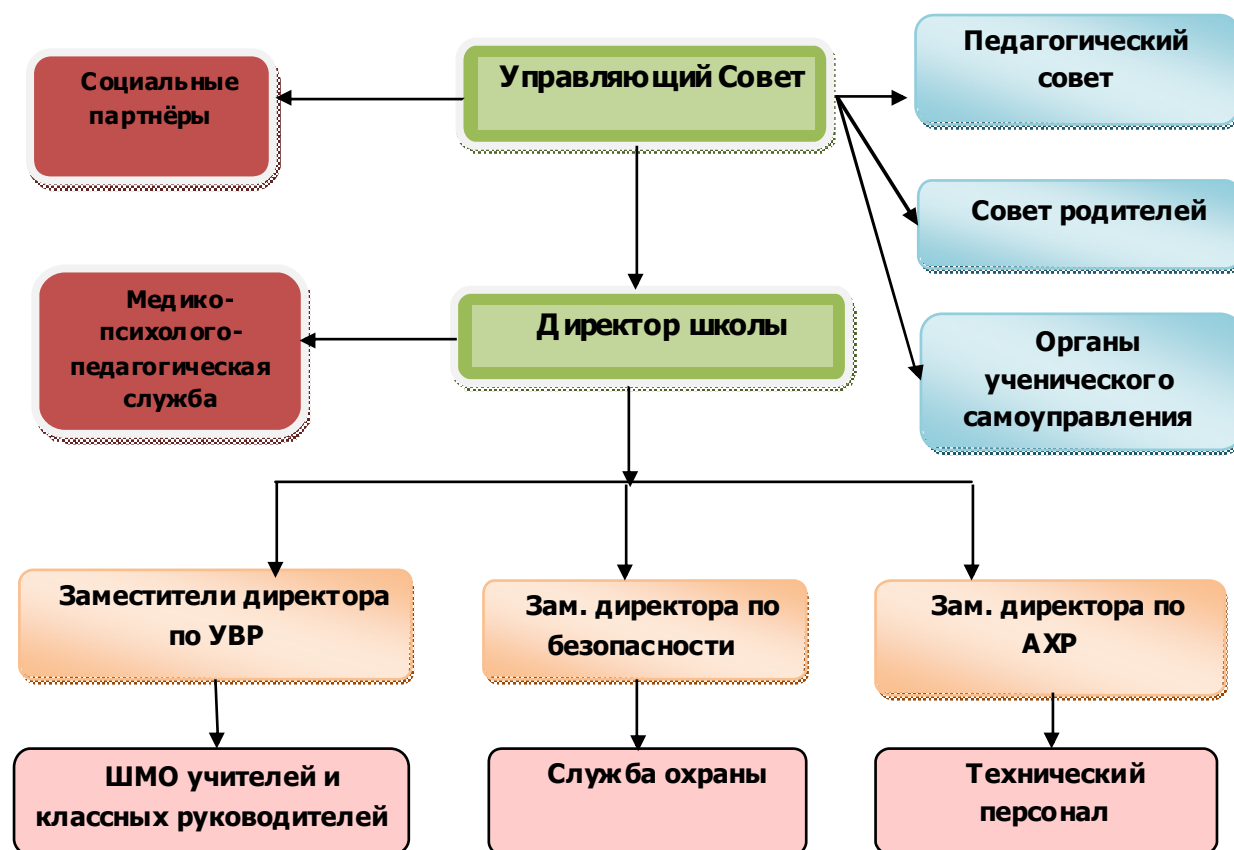 Социальные
партнёры
Управляющий Совет
Педагогический
совет
Совет родителей
Медико-
психолого-
педагогическая
служба
Директор школы
Органы
ученического
самоуправления
Заместители директора
по УВР
Зам. директора по
безопасности
Зам. директора по
АХР
ШМО учителей и
классных руководителей
Служба охраны
Технический
персонал